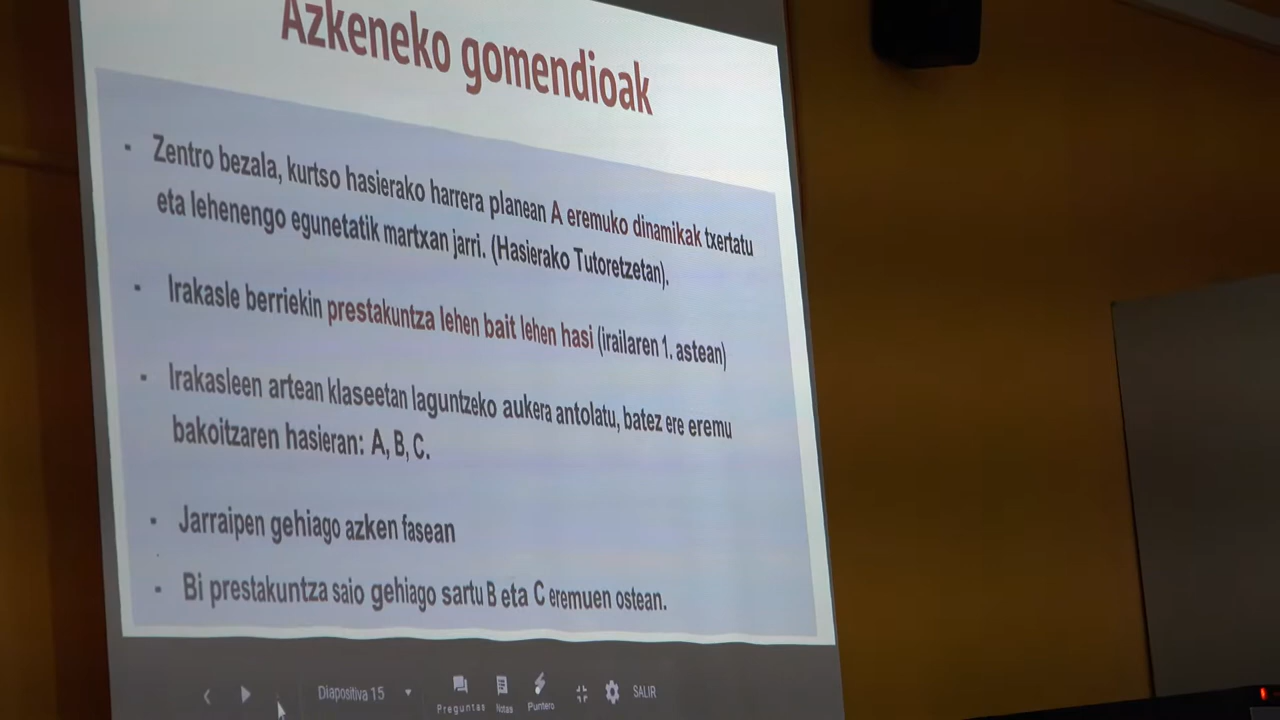 Azkeneko gomendioak
- Zentro bezala, kurtso hasierako harrera planean A eremuko dinamikak txertatu
eta lehenengo egunetatik martxan jarri. (Hasierako Tutoretzetan).
- Irakasle berriekin prestakuntza lehen bait lehen hasi (irailaren 1. astean)
- Irakasleen artean klaseetan laguntzeko aukera antolatu, batez ere eremu
bakoitzaren hasieran: A, B, C.
- Jarraipen gehiago azken fasean
- Bi prestakuntza saio gehiago sartu B eta C eremuen ostean.
Diapositiva 15
Preguntas
Notas
Puntero
SALIR